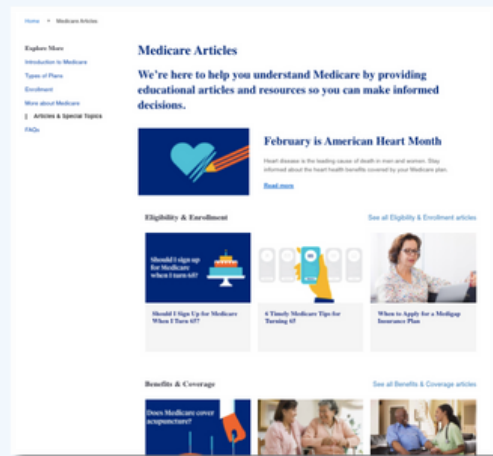 Home > Medicare Articles
Explore More
Introduction to Medicare
Types of Plans
Enrollment
More about Medicare
Articles & Special Topics
FAQs
Medicare Articles
We're here to help you understand Medicare by providing
educational articles and resources so you can make informed
decisions.
February is American Heart Month
Heart disease is the leading cause of death in men and women. Stay
informed about the heart health benefits covered by your Medicare plan.
Read more
Eligibility & Enrollment
See all Eligibility & Enrollment articles
Should I sign up
for Medicare
when I turn 65?
Should I Sign Up for Medicare
When I Turn 65?
6 Timely Medicare Tips for
Turning 65
When to Apply for a Medigap
Insurance Plan
Benefits & Coverage
See all Benefits & Coverage articles
Does Medicare cover
acupuncture?